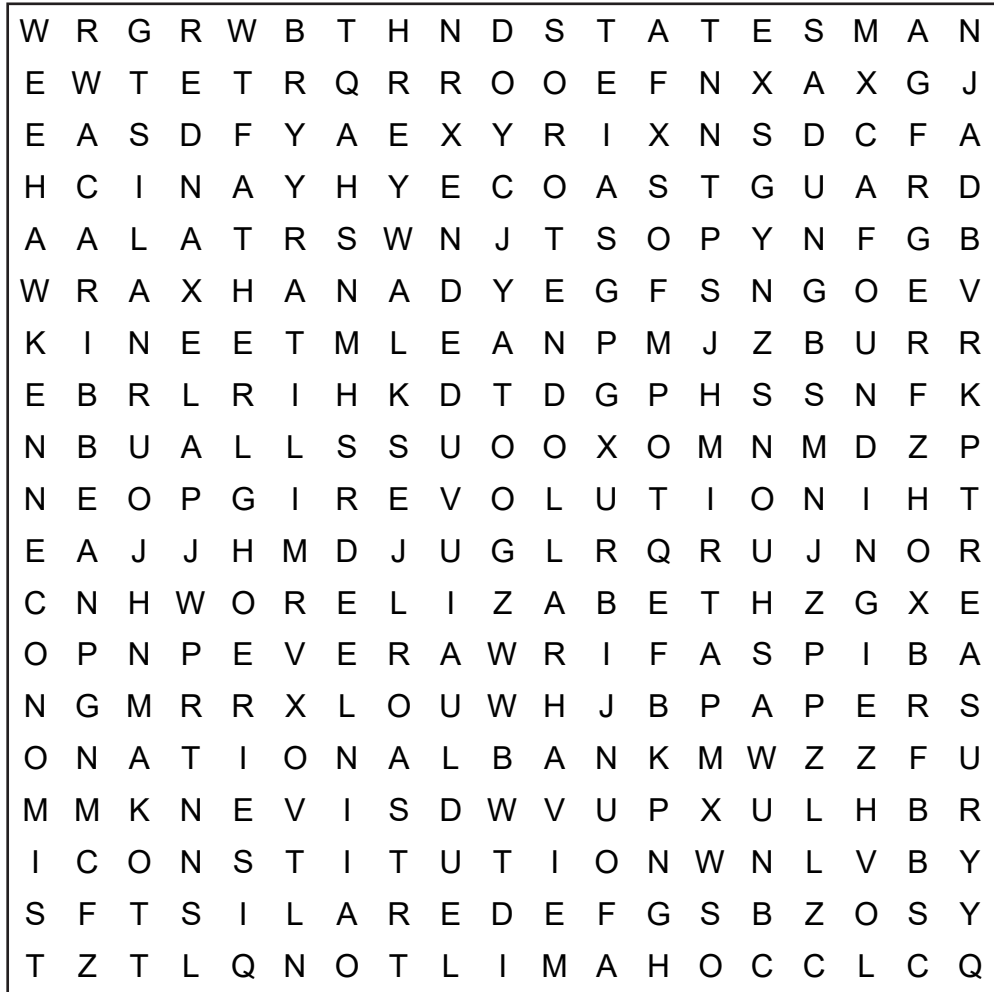 W R G R W B T H N D S T A T E S M A N
E W T E T R Q R R O O E F N X A X G J
E A S D F Y A E X Y R I X N S D C F A
H C I N A Y H Y E C O A S T G U A R D
A A L A T R S W N J T S O P Y N F G B
W R A X H A N A D Y E G F S N G O E V
K I N E E T M L E A N P M J Z B U R R
E B R L R I H K D T D G P H S S N F K
N B U A L L S S U O O X O M N M D Z P
N E O P G I R E V O L U T I O N I H T
E A J J H M D J U G L R Q R U J N O R
C N H W O R E L I Z A B E T H Z G X E
O P N P E V E R A W R I F A S P I B A
N G M R R X L O U W H J B P A P E R S
O N A T I O N A L B A N K M W Z Z F U
M M K N E V I S D W V U P X U L H B R
I C O N S T I T U T I O N W N L V B Y
S F T S I L A R E D E F G S B Z O S Y
T Z T L Q N O T L I M A H O C C L C Q